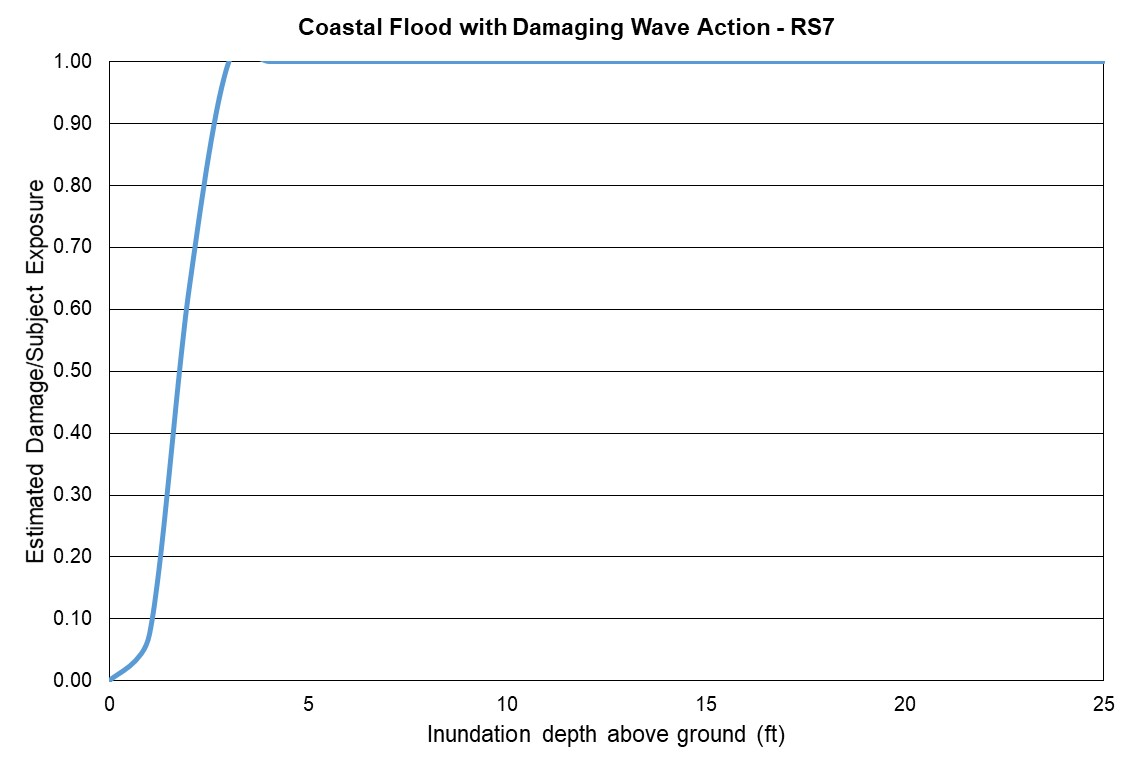 Coastal Flood with Damaging Wave Action - RS7
Estimated Damage/Subject Exposure
1.00
0.90
0.80
0.70
0.60
0.50
0.40
0.30
0.20
0.10
0.00
0 5 10 15 20 25
Inundation depth above ground (ft)